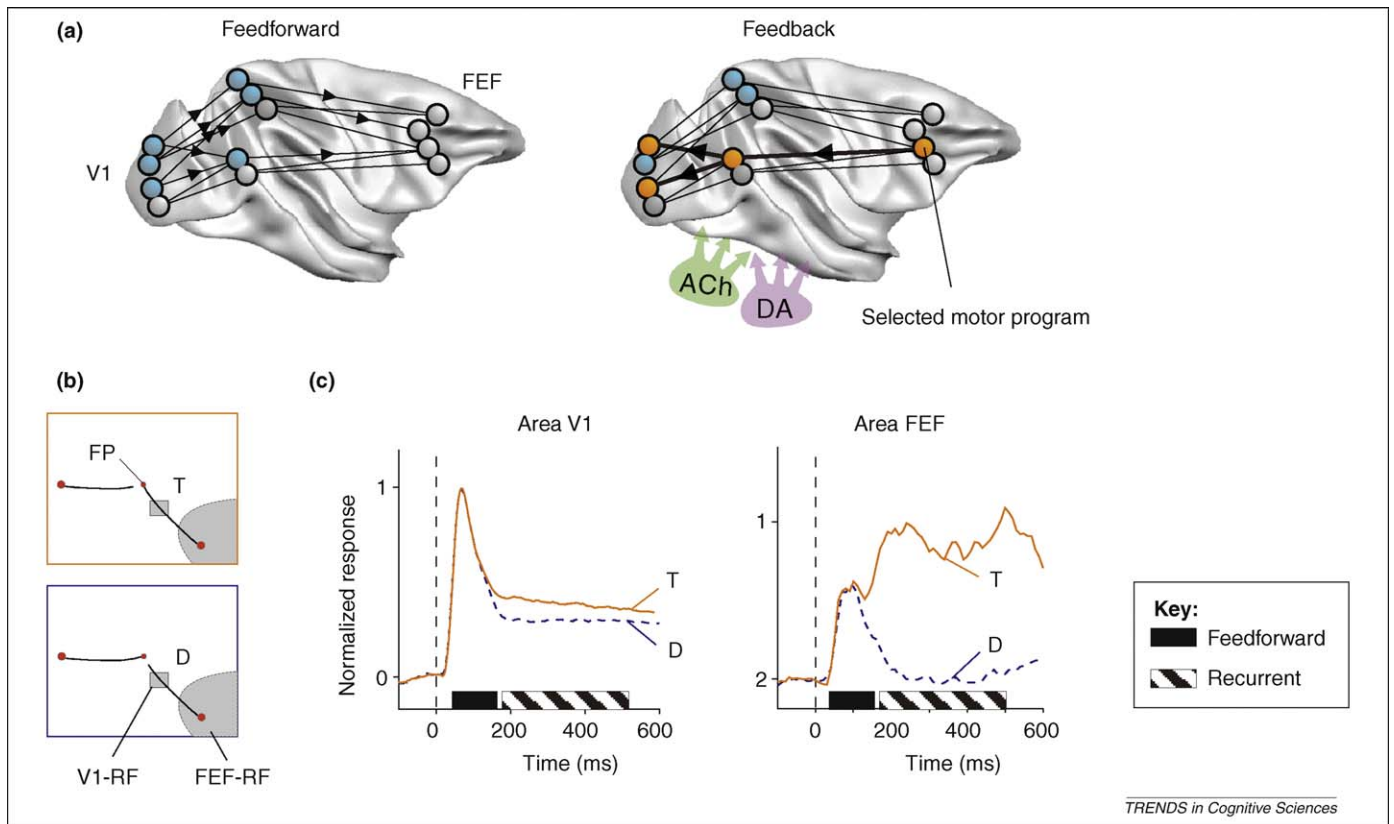 (a)
Feedforward
Feedback
FEF
V1
ACh
DA
Selected motor program
(b)
(c)
FP
T
D
V1-RF
FEF-RF
Area V1
Area FEF
Normalized response
1
0
T
D
0
200
400
600
Time (ms)
1
2
T
D
0
200
400
600
Time (ms)
Key:
Feedforward
Recurrent
TRENDS in Cognitive Sciences